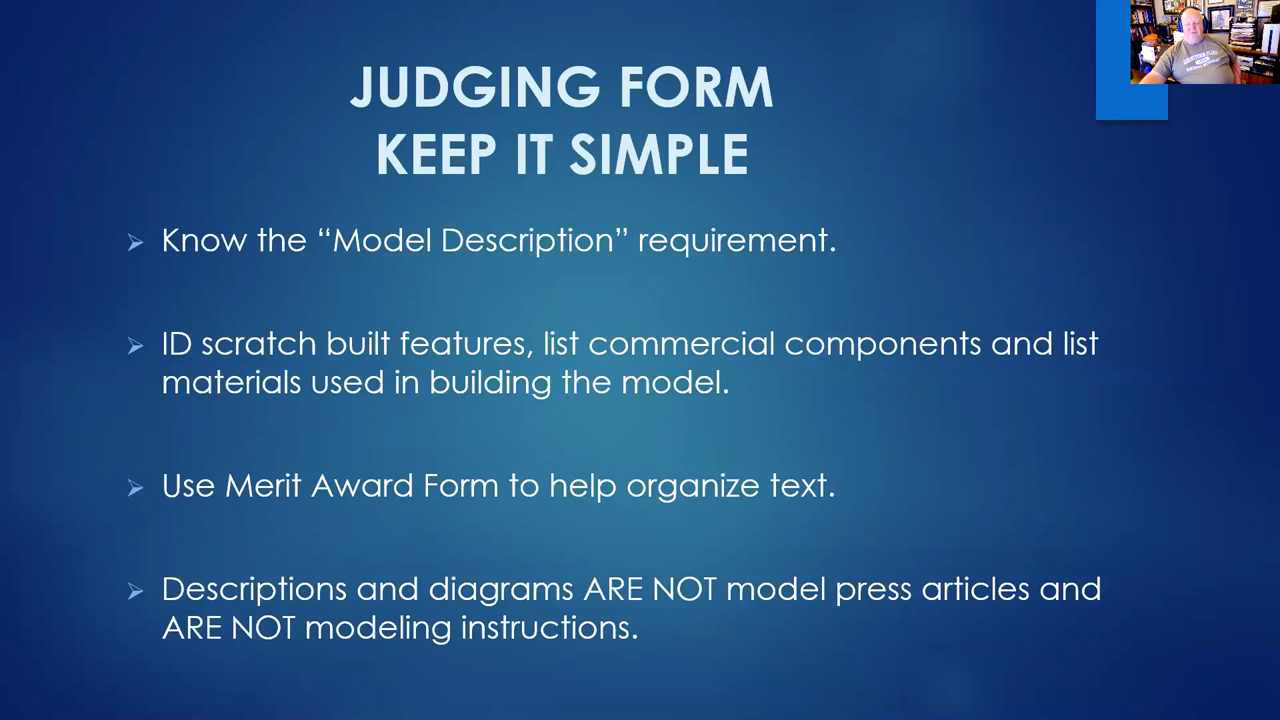 JUDGING FORM
KEEP IT SIMPLE
Know the “Model Description” requirement.
ID scratch built features, list commercial components and list
materials used in building the model.
Use Merit Award Form to help organize text.
Descriptions and diagrams ARE NOT model press articles and
ARE NOT modeling instructions.